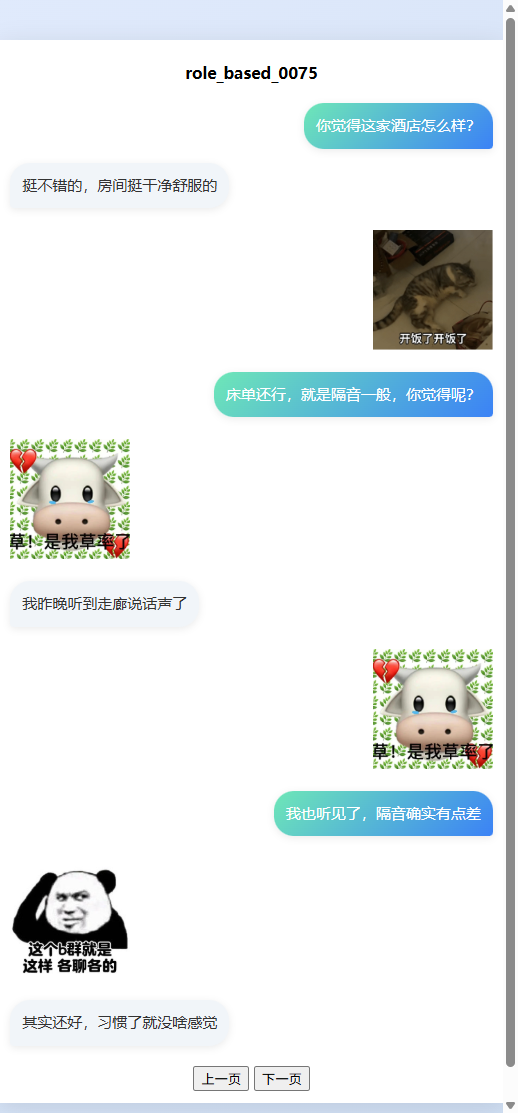 role_based_0075
你觉得这家酒店怎么样？
挺不错的，房间挺干净舒服的
开饭了开饭了
床单还行，就是隔音一般，你觉得呢？
草！是我草率了
我昨晚听到走廊说话声了
草！是我草率了
我也听见了，隔音确实有点差
这个b群就是
这样 各聊各的
其实还好，习惯了就没啥感觉
上一页 下一页